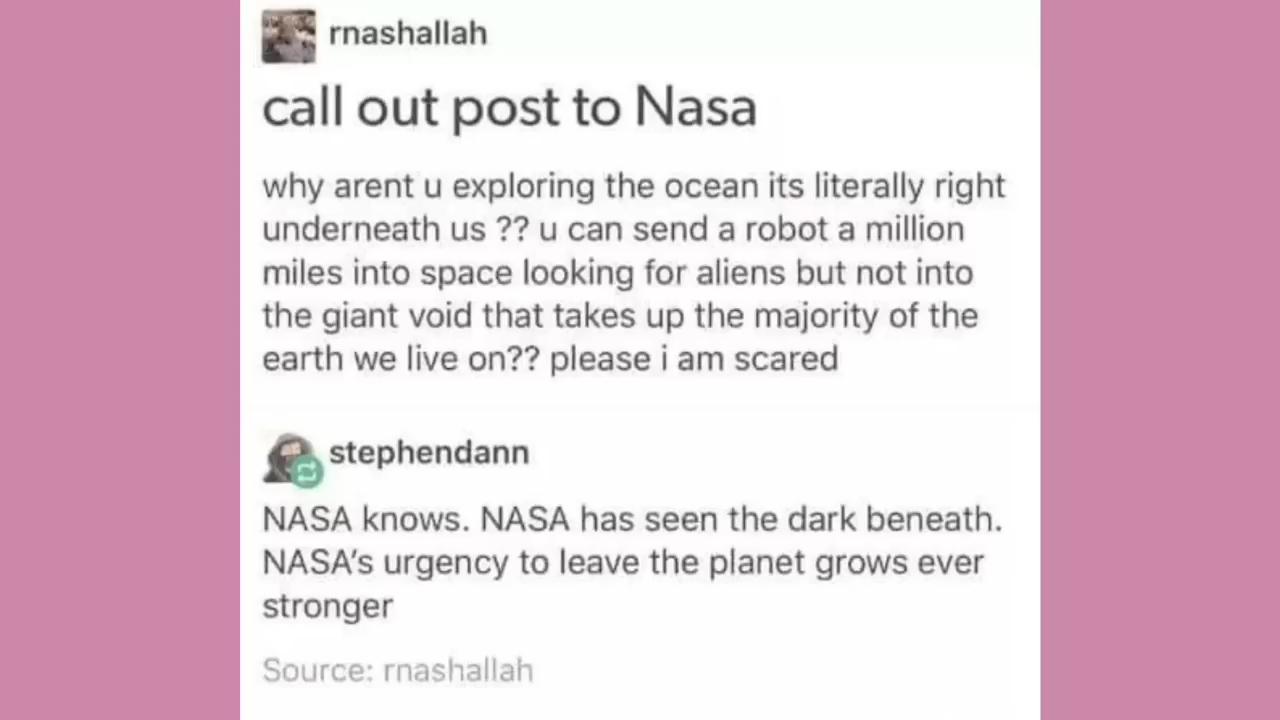 rnashallah
call out post to Nasa
why arent u exploring the ocean its literally right
underneath us ?? u can send a robot a million
miles into space looking for aliens but not into
the giant void that takes up the majority of the
earth we live on?? please i am scared
stephendann
NASA knows. NASA has seen the dark beneath.
NASA's urgency to leave the planet grows ever
stronger
Source: rnashallah